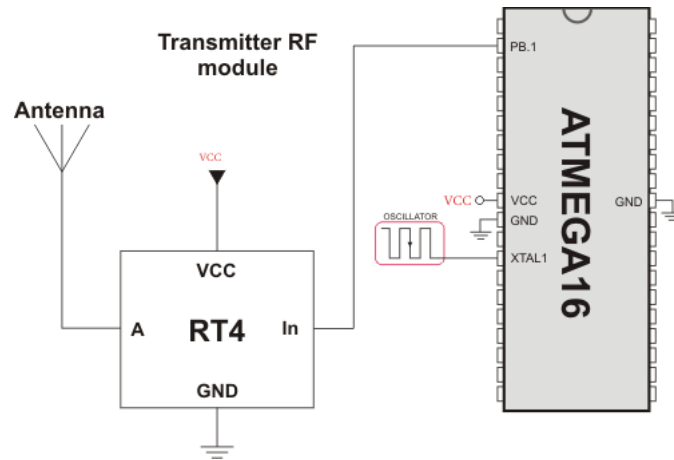 Transmitter RF
module
Antenna
VCC
VCC
A
RT4
In
GND
PB.1
VCC
VCC
GND
GND
OSCILLATOR
XTAL1
ATMEGA16